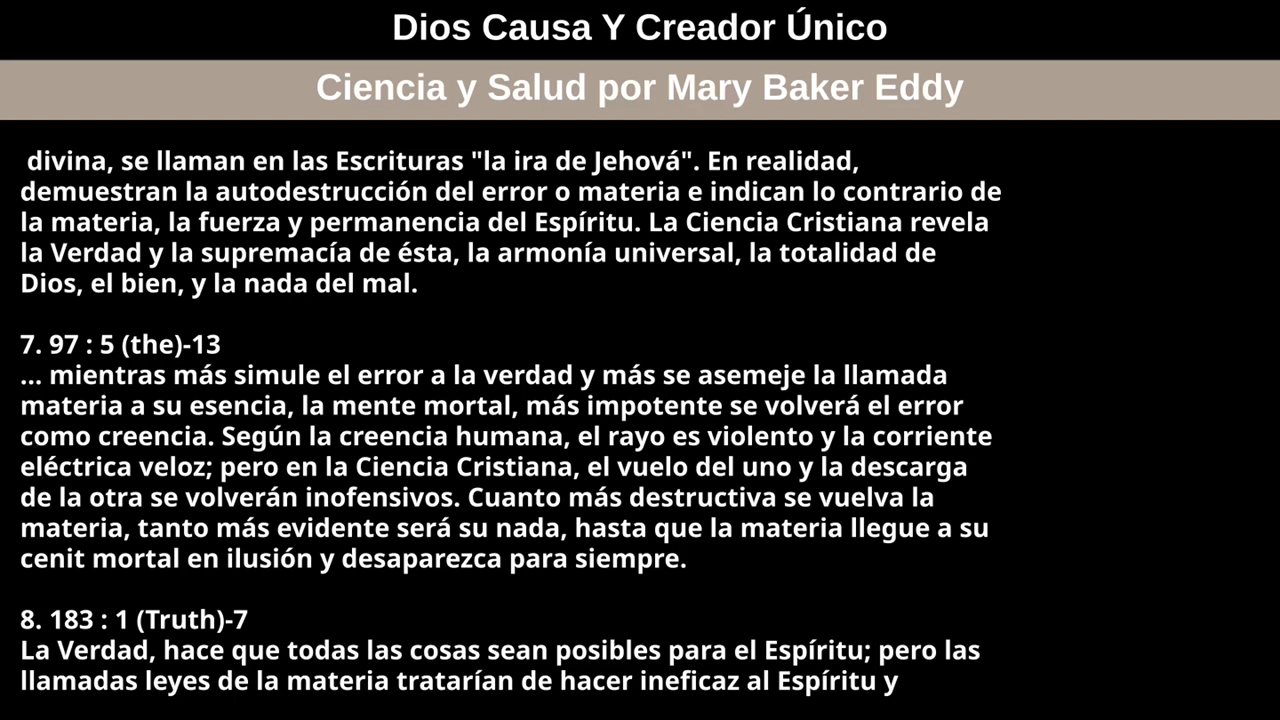 Dios Causa Y Creador Único
Ciencia y Salud por Mary Baker Eddy
divina, se llaman en las Escrituras "la ira de Jehová". En realidad,
demuestran la autodestrucción del error o materia e indican lo contrario de
la materia, la fuerza y permanencia del Espíritu. La Ciencia Cristiana revela
la Verdad y la supremacía de ésta, la armonía universal, la totalidad de
Dios, el bien, y la nada del mal.
7. 97 : 5 (the)-13
... mientras más simule el error a la verdad y más se asemeje la llamada
materia a su esencia, la mente mortal, más impotente se volverá el error
como creencia. Según la creencia humana, el rayo es violento y la corriente
eléctrica veloz; pero en la Ciencia Cristiana, el vuelo del uno y la descarga
de la otra se volverán inofensivos. Cuanto más destructiva se vuelva la
materia, tanto más evidente será su nada, hasta que la materia llegue a su
cenit mortal en ilusión y desaparezca para siempre.
8. 183 : 1 (Truth)-7
La Verdad, hace que todas las cosas sean posibles para el Espíritu; pero las
llamadas leyes de la materia tratarían de hacer ineficaz al Espíritu y